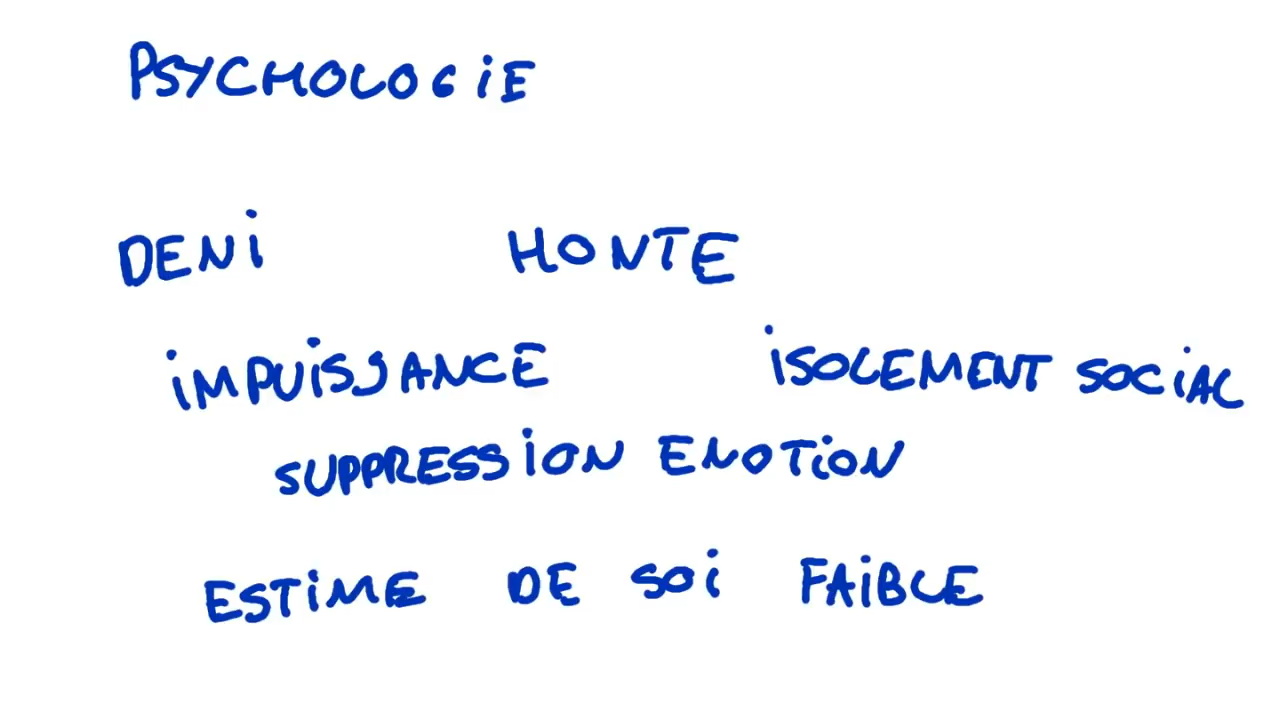 PSYCHOLOGIE
DENI HONTE
IMPUISSANCE ISOLEMENT SOCIAL
SUPPRESSION EMOTION
ESTIME DE SOI FAIBLE